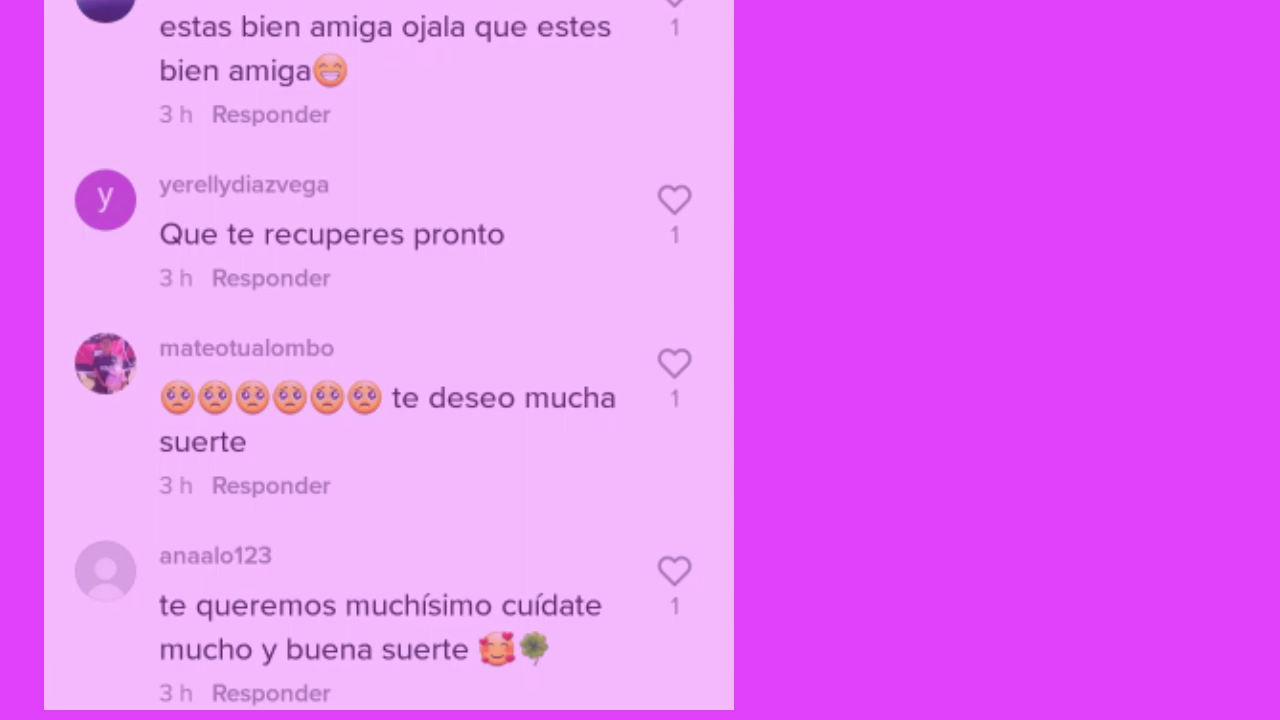 estas bien amiga ojala que estes
1
bien amiga😁
3 h Responder
yerellydiazvega
y
Que te recuperes pronto
1
3 h Responder
mateotualombo
🥺🥺🥺🥺🥺🥺 te deseo mucha
1
suerte
3 h Responder
anaalo123
te queremos muchísimo cuídate
1
mucho y buena suerte 🥰🍀
3 h Responder